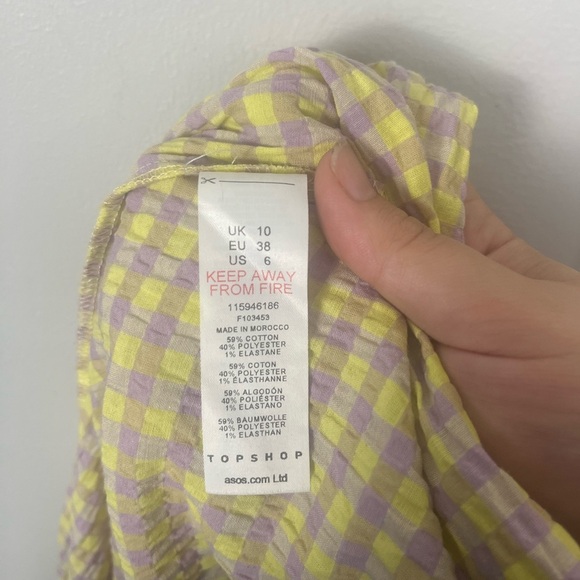 UK 10
EU 38
US 6
KEEP AWAY
FROM FIRE
115946186
F103453
MADE IN MOROCCO
59% COTTON
40% POLYESTER
1% ELASTANE
59% COTON
40% POLYESTER
1% ÉLASTHANNE
59% ALGODÓN
40% POLIÉSTER
1% ELASTANO
59% BAUMWOLLE
40% POLYESTER
1% ELASTHAN
TOPSHOP
asos.com Ltd